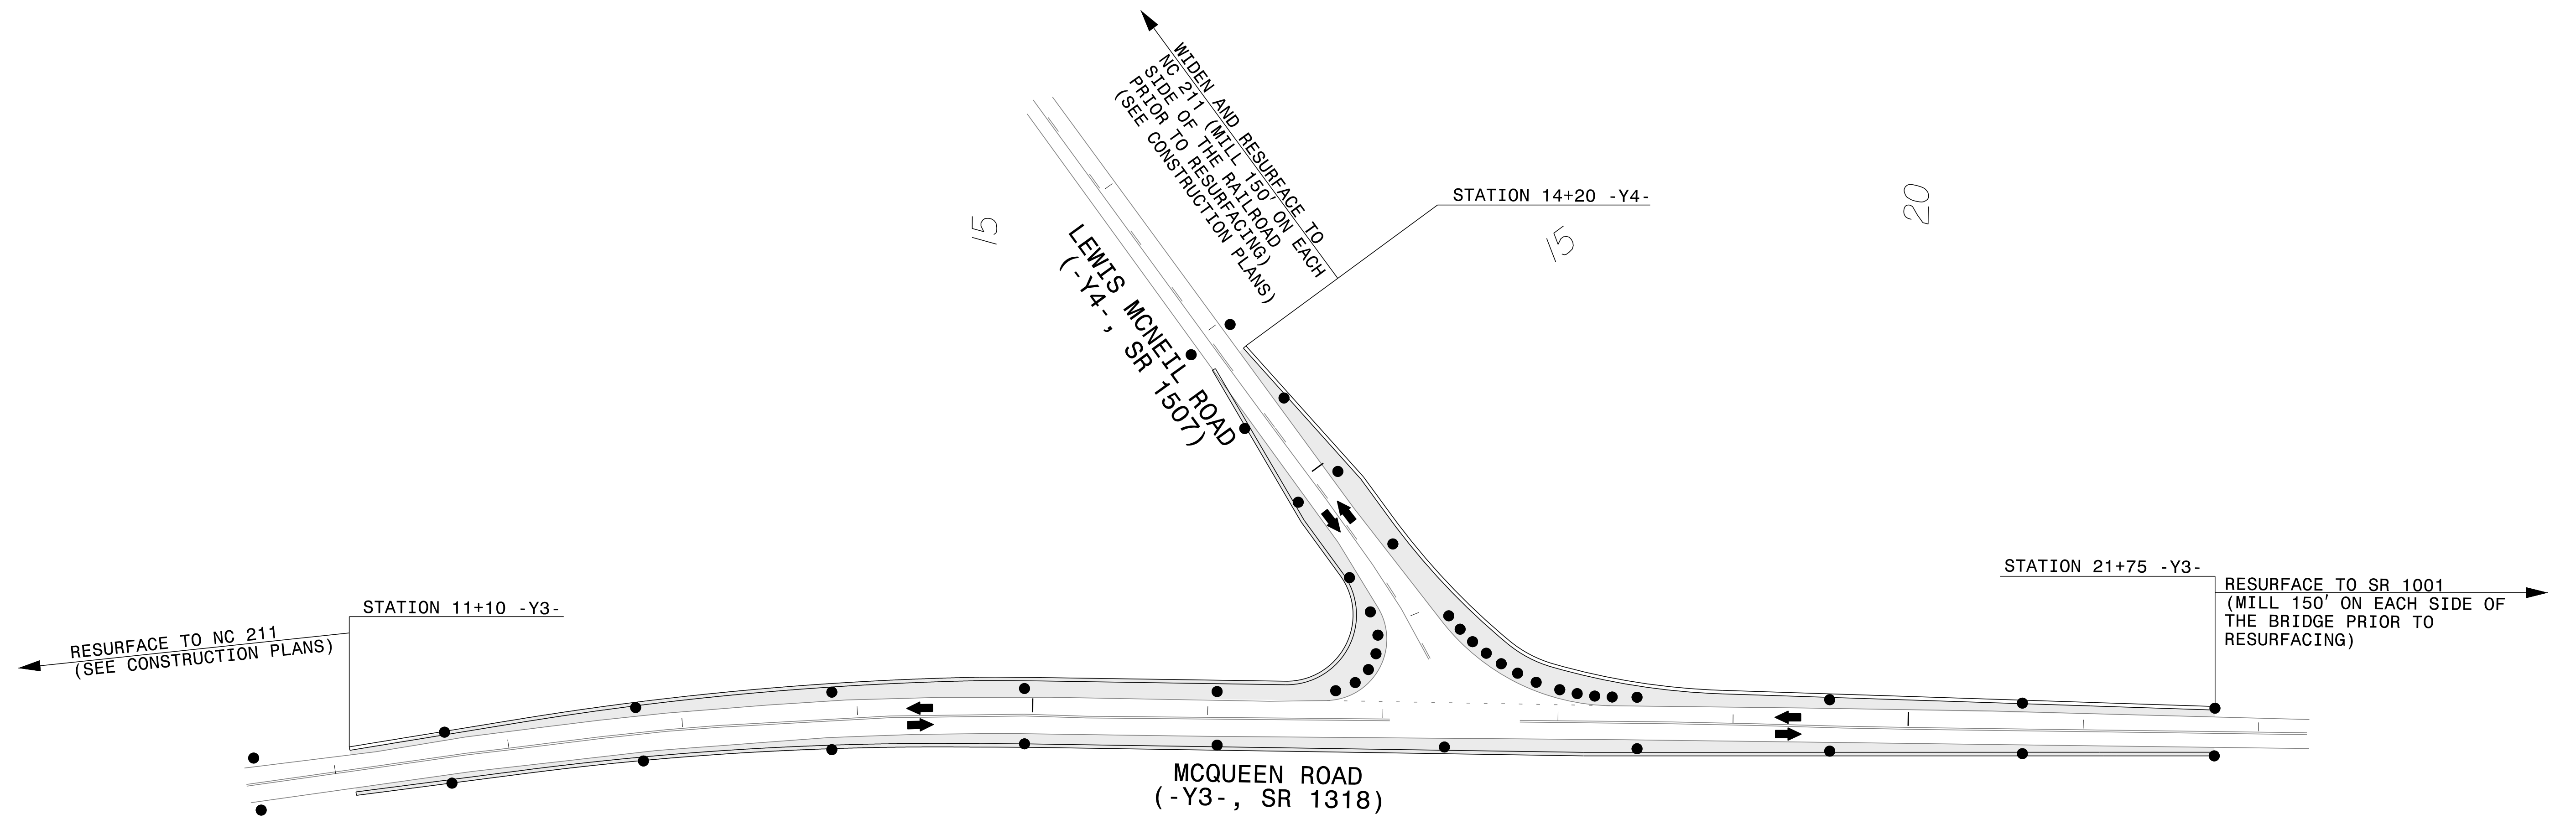 WIDEN AND RESURFACE TO
NC 211 (MILL 150' ON EACH
SIDE OF THE RAILROAD
PRIOR TO RESURFACING)
(SEE CONSTRUCTION PLANS)
STATION 14+20 -Y4-
15
15
20
LEWIS MCNEIL ROAD
(-Y4-, SR 1507)
STATION 11+10 -Y3-
RESURFACE TO NC 211
(SEE CONSTRUCTION PLANS)
STATION 21+75 -Y3-
RESURFACE TO SR 1001
(MILL 150' ON EACH SIDE OF
THE BRIDGE PRIOR TO
RESURFACING)
MCQUEEN ROAD
(-Y3-, SR 1318)